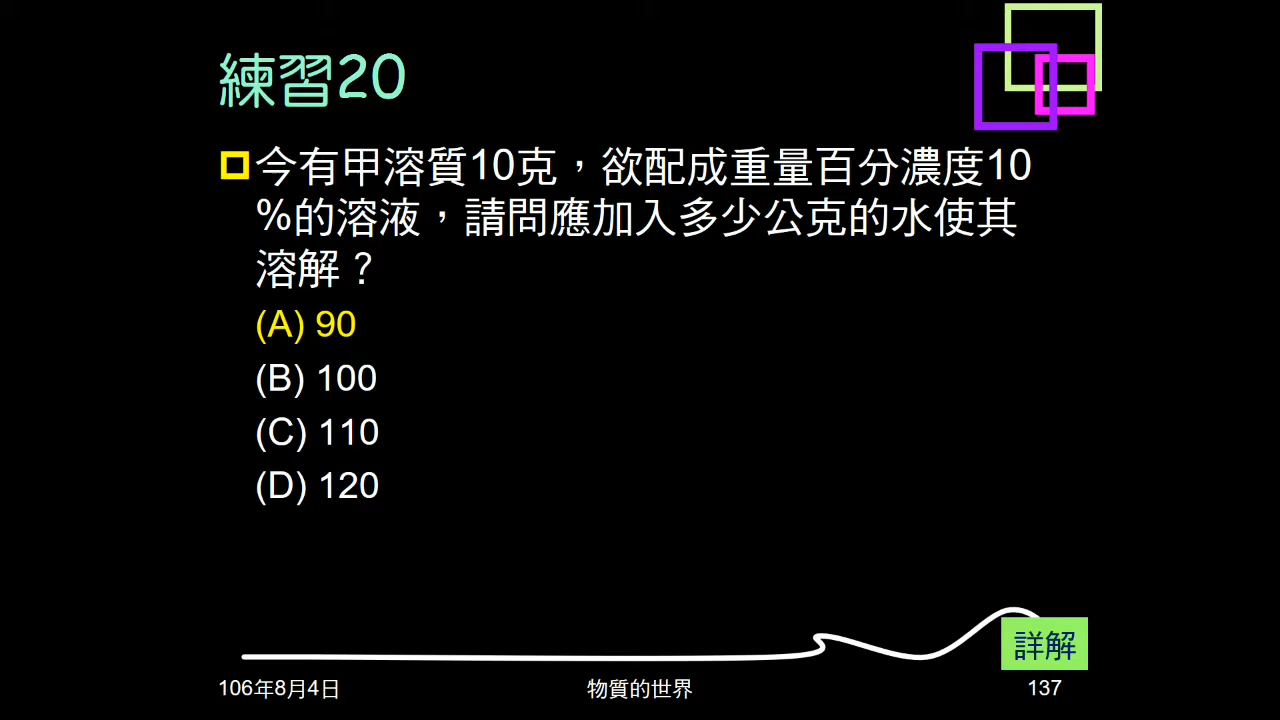 練習20
今有甲溶質10克，欲配成重量百分濃度10
%的溶液，請問應加入多少公克的水使其
溶解？
(A) 90
(B) 100
(C) 110
(D) 120
詳解
106年8月4日
物質的世界
137